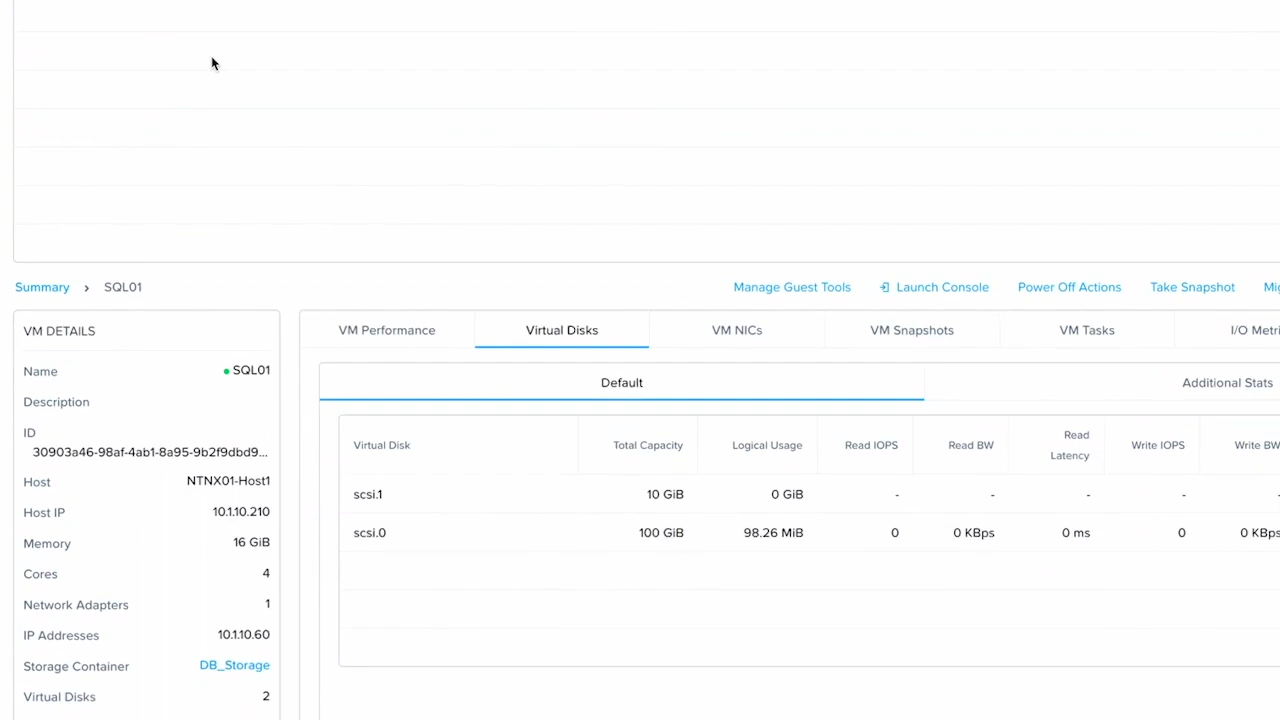 Summary > SQL01
Manage Guest Tools Launch Console Power Off Actions Take Snapshot Mig
VM DETAILS
Name SQL01
Description
ID
30903a46-98af-4ab1-8a95-9b2f9dbd9...
Host NTNX01-Host1
Host IP 10.1.10.210
Memory 16 GiB
Cores 4
Network Adapters 1
IP Addresses 10.1.10.60
Storage Container DB_Storage
Virtual Disks 2
VM Performance Virtual Disks VM NICs VM Snapshots VM Tasks I/O Metri
Default Additional Stats
Virtual Disk Total Capacity Logical Usage Read IOPS Read BW Read Latency Write IOPS Write BW
scsi.1 10 GiB 0 GiB - - - - -
scsi.0 100 GiB 98.26 MiB 0 0 KBps 0 ms 0 0 KBps